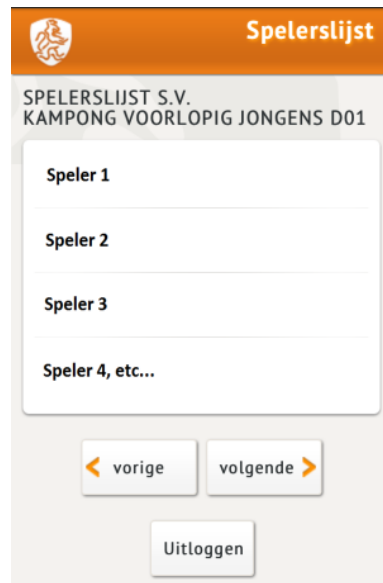 Spelerslijst
SPELERSLIJST S.V.
KAMPONG VOORLOPIG JONGENS D01
Speler 1
Speler 2
Speler 3
Speler 4, etc...
vorige
volgende
Uitloggen